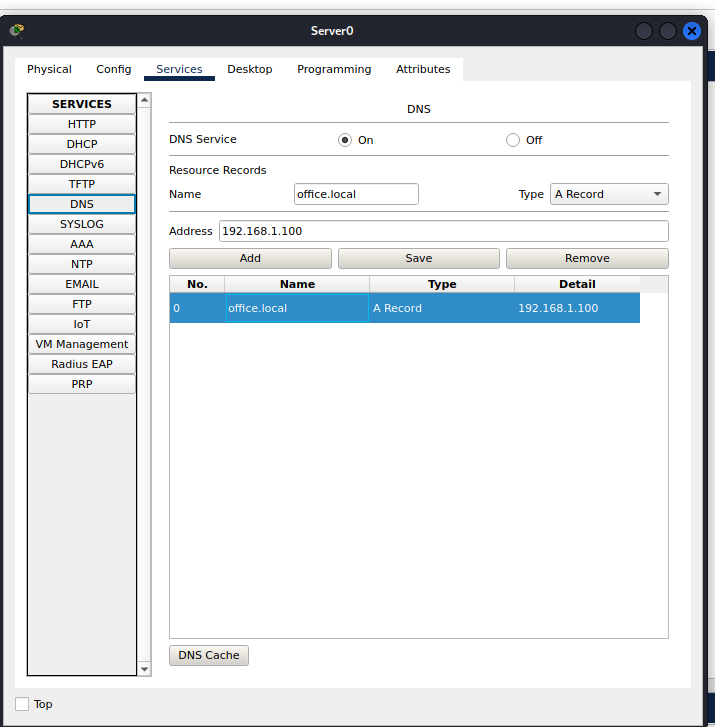 Server0
Physical Config Services Desktop Programming Attributes
SERVICES
HTTP
DHCP
DHCPv6
TFTP
DNS
SYSLOG
AAA
NTP
EMAIL
FTP
IoT
VM Management
Radius EAP
PRP
DNS
DNS Service On Off
Resource Records
Name office.local Type A Record
Address 192.168.1.100
Add Save Remove
No. Name Type Detail
0 office.local A Record 192.168.1.100
DNS Cache
Top